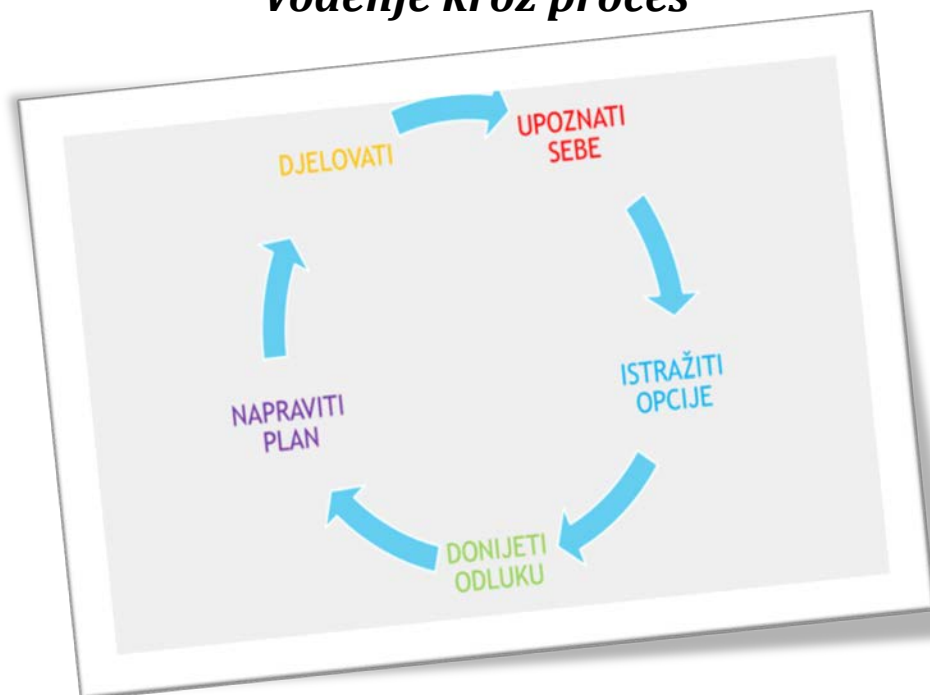 Vođenje kroz proces
UPOZNATI
SEBE
ISTRAŽITI
OPCIJE
DONIJETI
ODLUKU
NAPRAVITI
PLAN
DJELOVATI